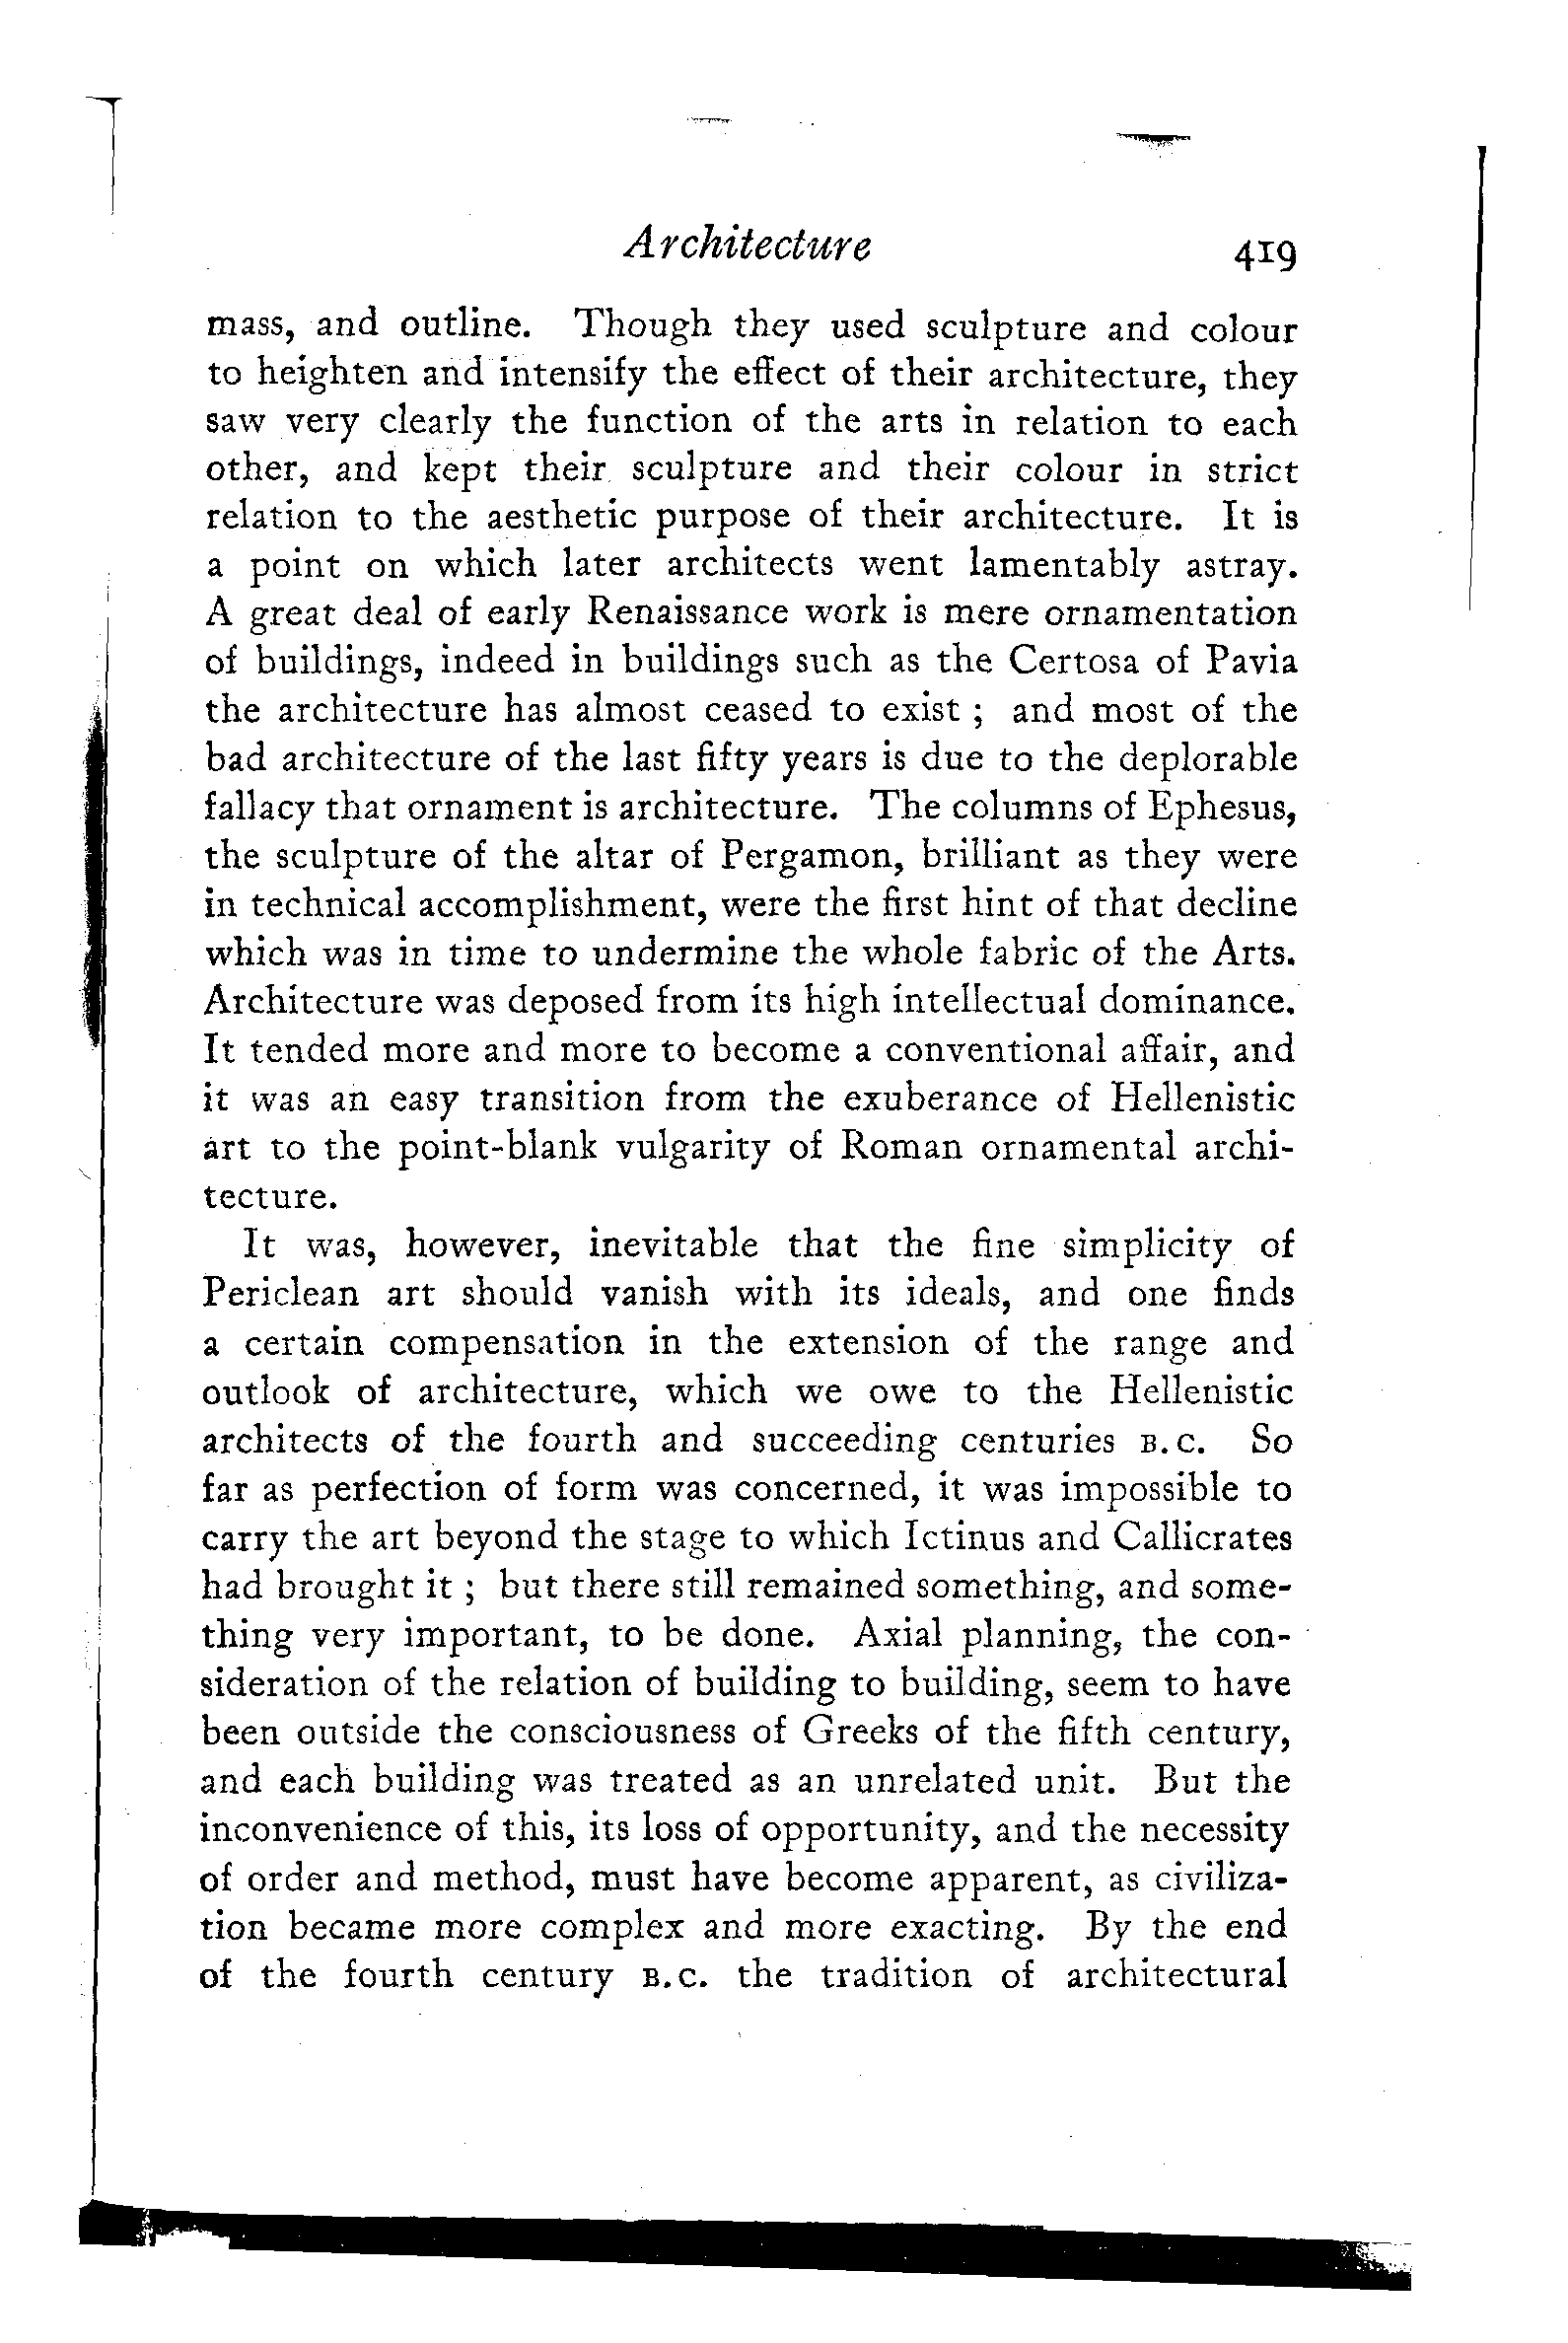 Architecture 419
mass, and outline. Though they used sculpture and colour
to heighten and intensify the effect of their architecture, they
saw very clearly the function of the arts in relation to each
other, and kept their sculpture and their colour in strict
relation to the aesthetic purpose of their architecture. It is
a point on which later architects went lamentably astray.
A great deal of early Renaissance work is mere ornamentation
of buildings, indeed in buildings such as the Certosa of Pavia
the architecture has almost ceased to exist ; and most of the
bad architecture of the last fifty years is due to the deplorable
fallacy that ornament is architecture. The columns of Ephesus,
the sculpture of the altar of Pergamon, brilliant as they were
in technical accomplishment, were the first hint of that decline
which was in time to undermine the whole fabric of the Arts.
Architecture was deposed from its high intellectual dominance.
It tended more and more to become a conventional affair, and
it was an easy transition from the exuberance of Hellenistic
art to the point-blank vulgarity of Roman ornamental archi-
tecture.
It was, however, inevitable that the fine simplicity of
Periclean art should vanish with its ideals, and one finds
a certain compensation in the extension of the range and
outlook of architecture, which we owe to the Hellenistic
architects of the fourth and succeeding centuries B.C. So
far as perfection of form was concerned, it was impossible to
carry the art beyond the stage to which Ictinus and Callicrates
had brought it ; but there still remained something, and some-
thing very important, to be done. Axial planning, the con-
sideration of the relation of building to building, seem to have
been outside the consciousness of Greeks of the fifth century,
and each building was treated as an unrelated unit. But the
inconvenience of this, its loss of opportunity, and the necessity
of order and method, must have become apparent, as civiliza-
tion became more complex and more exacting. By the end
of the fourth century B.C. the tradition of architectural